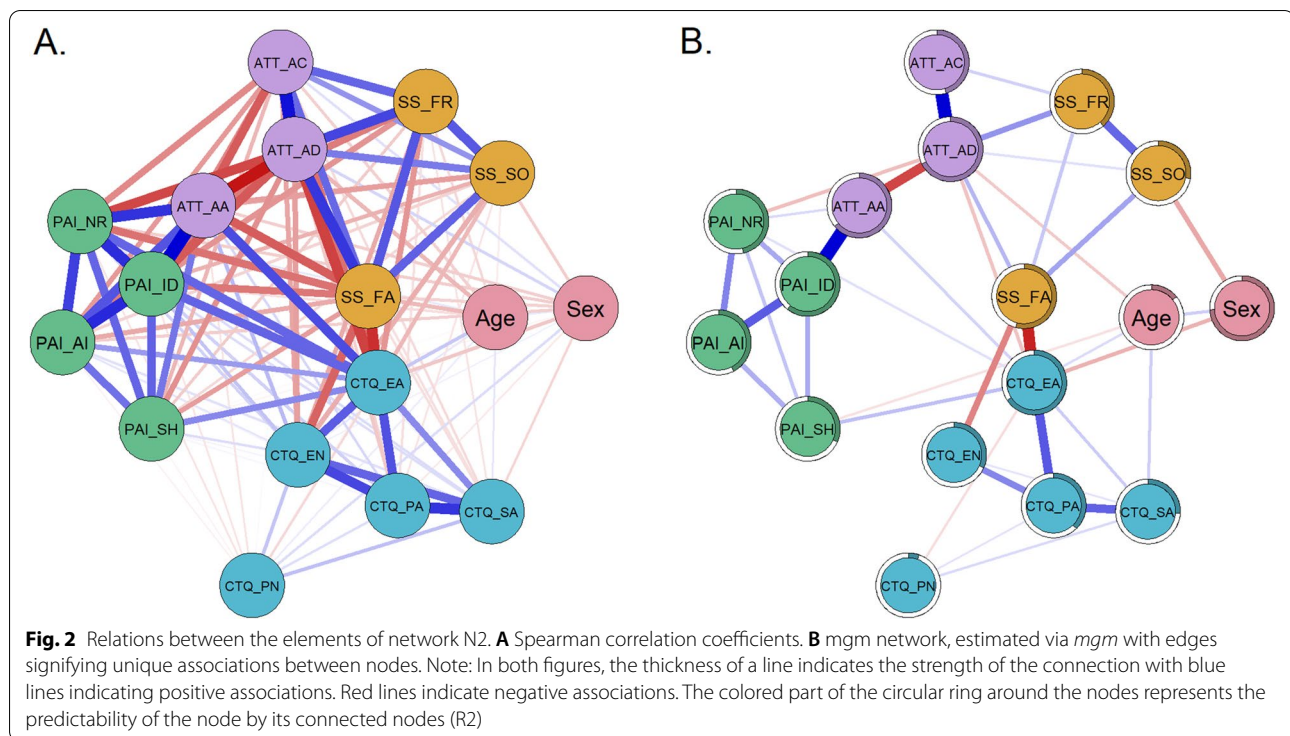 A.
ATT_AC
SS_FR
ATT_AD
SS_SO
ATT_AA
PAI_NR
PAI_ID
SS_FA
Age
Sex
PAI_AI
CTQ_EA
PAI_SH
CTQ_EN
CTQ_PA
CTQ_SA
CTQ_PN
B.
ATT_AC
SS_FR
ATT_AD
SS_SO
ATT_AA
PAI_NR
PAI_ID
SS_FA
Age
Sex
PAI_AI
CTQ_EA
PAI_SH
CTQ_EN
CTQ_PA
CTQ_SA
CTQ_PN
Fig. 2 Relations between the elements of network N2. A Spearman correlation coefficients. B mgm network, estimated via mgm with edges
signifying unique associations between nodes. Note: In both figures, the thickness of a line indicates the strength of the connection with blue
lines indicating positive associations. Red lines indicate negative associations. The colored part of the circular ring around the nodes represents the
predictability of the node by its connected nodes (R2)